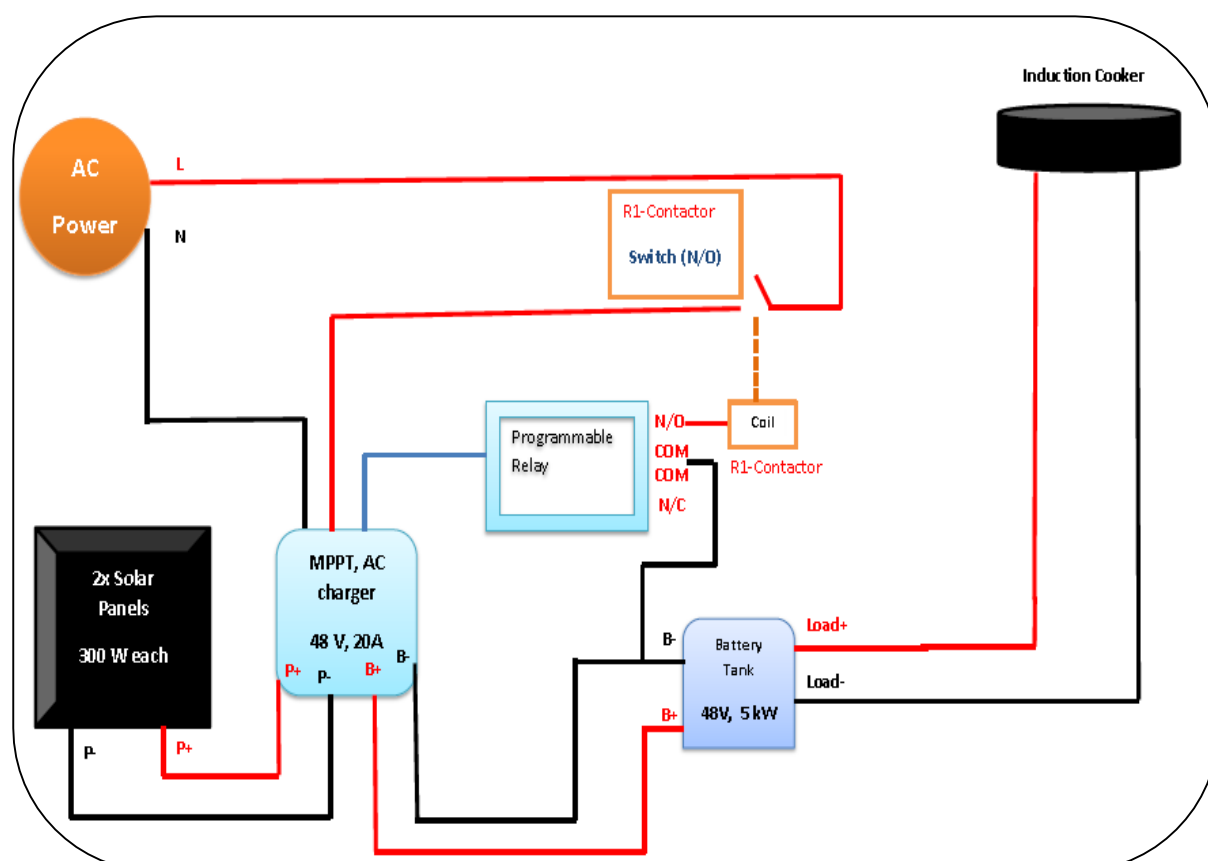 Induction Cooker
AC
Power
L
N
R1-Contactor
Switch (N/O)
Programmable
Relay
N/O
COM
COM
N/C
Coil
R1-Contactor
2x Solar
Panels
300 W each
P-
P+
MPPT, AC
charger
48 V, 20A
P+
P-
B+
B-
B-
B+
Battery
Tank
48V, 5 kW
Load+
Load-